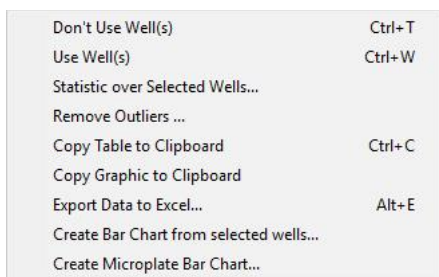 Don't Use Well(s) Ctrl+T
Use Well(s) Ctrl+W
Statistic over Selected Wells...
Remove Outliers ...
Copy Table to Clipboard Ctrl+C
Copy Graphic to Clipboard
Export Data to Excel... Alt+E
Create Bar Chart from selected wells...
Create Microplate Bar Chart...